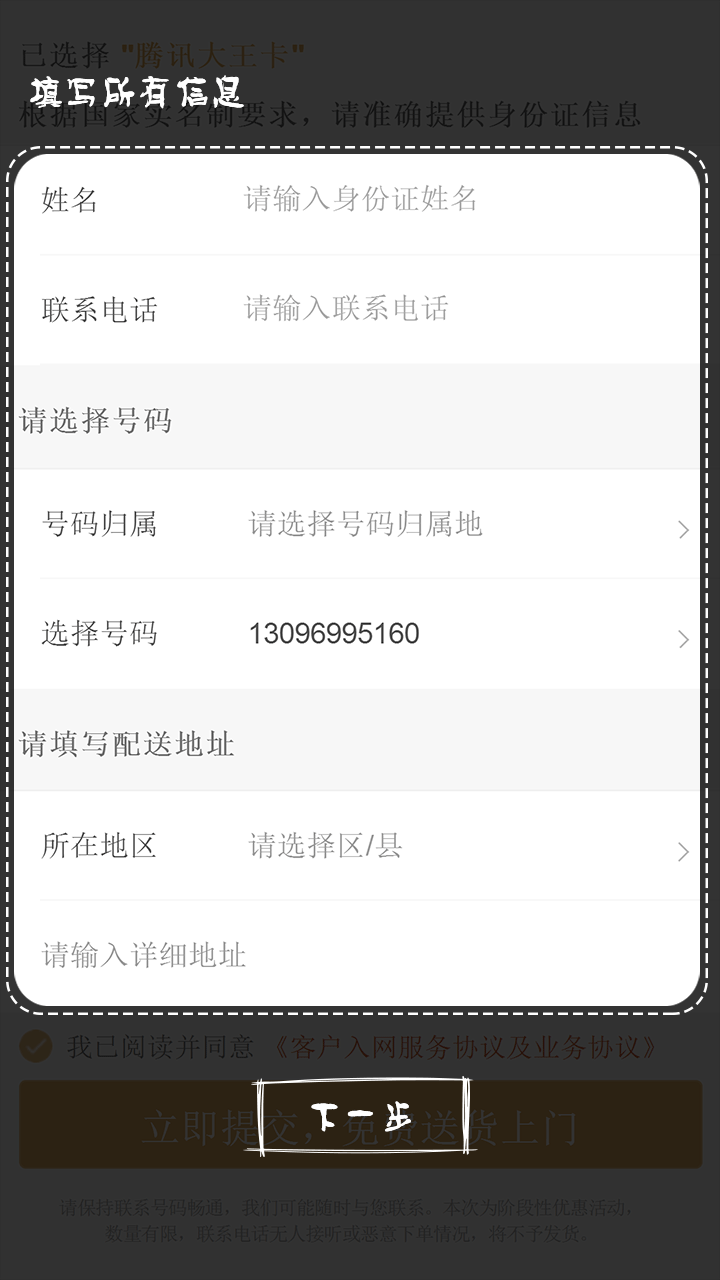 已选择 "腾讯大王卡"
填写所有信息
根据国家实名制要求，请准确提供身份证信息
姓名 请输入身份证姓名
联系电话 请输入联系电话
请选择号码
号码归属 请选择号码归属地
选择号码 13096995160
请填写配送地址
所在地区 请选择区/县
请输入详细地址
我已阅读并同意 《客户入网服务协议及业务协议》
立即提交，免费送货上门
下一步
请保持联系号码畅通，我们可能随时与您联系。本次为阶段性优惠活动，
数量有限，联系电话无人接听或恶意下单情况，将不予发货。